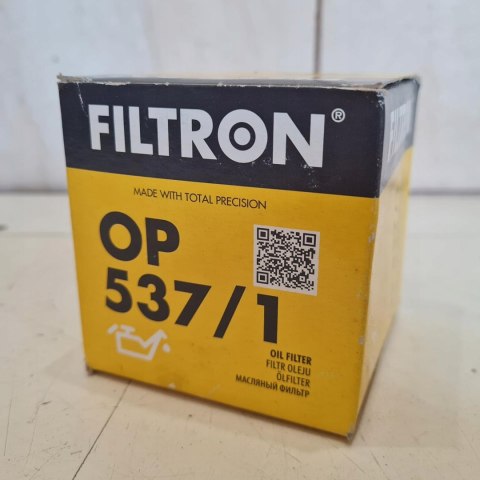 FILTRON®
MADE WITH TOTAL PRECISION
OP
537/1
OIL FILTER
FILTR OLEJU
ÖLFILTER
МАСЛЯНЫЙ ФИЛЬТР